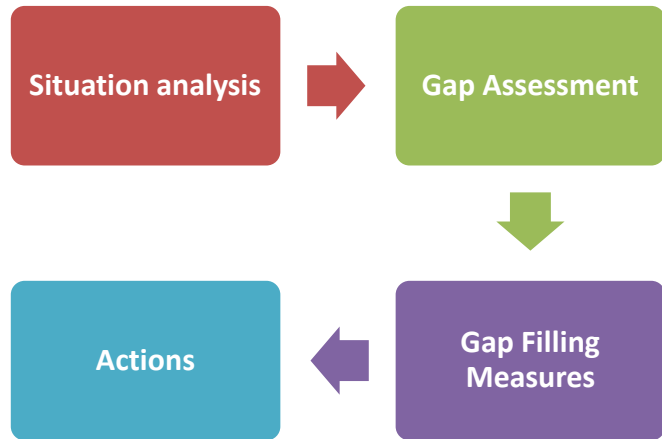 Situation analysis
Gap Assessment
Gap Filling
Measures
Actions